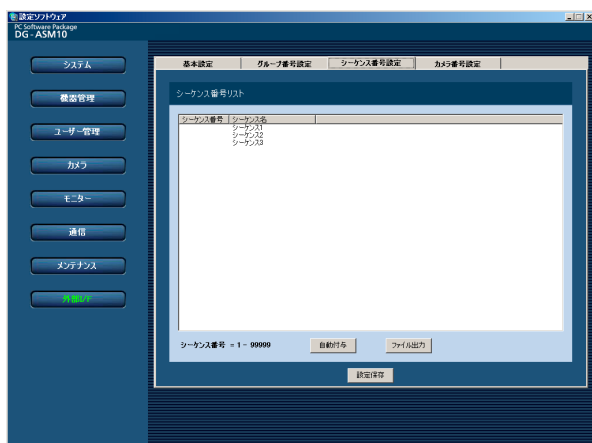 設定ソフトウェア
PC Software Package
DG-ASM10
システム
機器管理
ユーザー管理
カメラ
モニター
通信
メンテナンス
外部I/F
基本設定 グループ番号設定 シーケンス番号設定 カメラ番号設定
シーケンス番号リスト
シーケンス番号 シーケンス名
シーケンス1
シーケンス2
シーケンス3
シーケンス番号 = 1 - 99999 自動付与 ファイル出力
設定保存